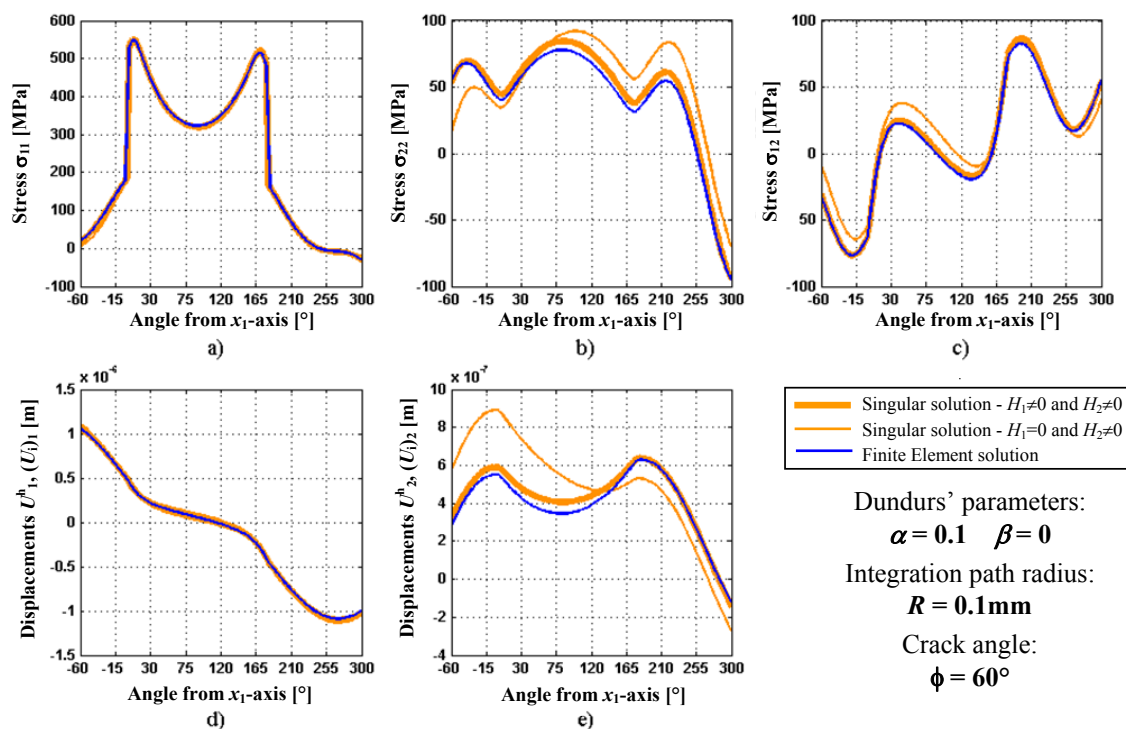 Stress σ11 [MPa]
600
500
400
300
200
100
0
-100
-60 -15 30 75 120 165 210 255 300
Angle from x1-axis [°]
a)
Stress σ22 [MPa]
100
50
0
-50
-100
-60 -15 30 75 120 165 210 255 300
Angle from x1-axis [°]
b)
Stress σ12 [MPa]
100
50
0
-50
-100
-60 -15 30 75 120 165 210 255 300
Angle from x1-axis [°]
c)
Displacements U^h1, (Ui)1 [m]
1.5
1
0.5
0
-0.5
-1
-1.5
-60 -15 30 75 120 165 210 255 300
Angle from x1-axis [°]
d)
Displacements U^h2, (Ui)2 [m]
x 10^-7
10
8
6
4
2
0
-2
-4
-60 -15 30 75 120 165 210 255 300
Angle from x1-axis [°]
e)
Singular solution - H1≠0 and H2≠0
Singular solution - H1=0 and H2≠0
Finite Element solution
Dundurs' parameters:
α = 0.1 β = 0
Integration path radius:
R = 0.1mm
Crack angle:
ϕ = 60°